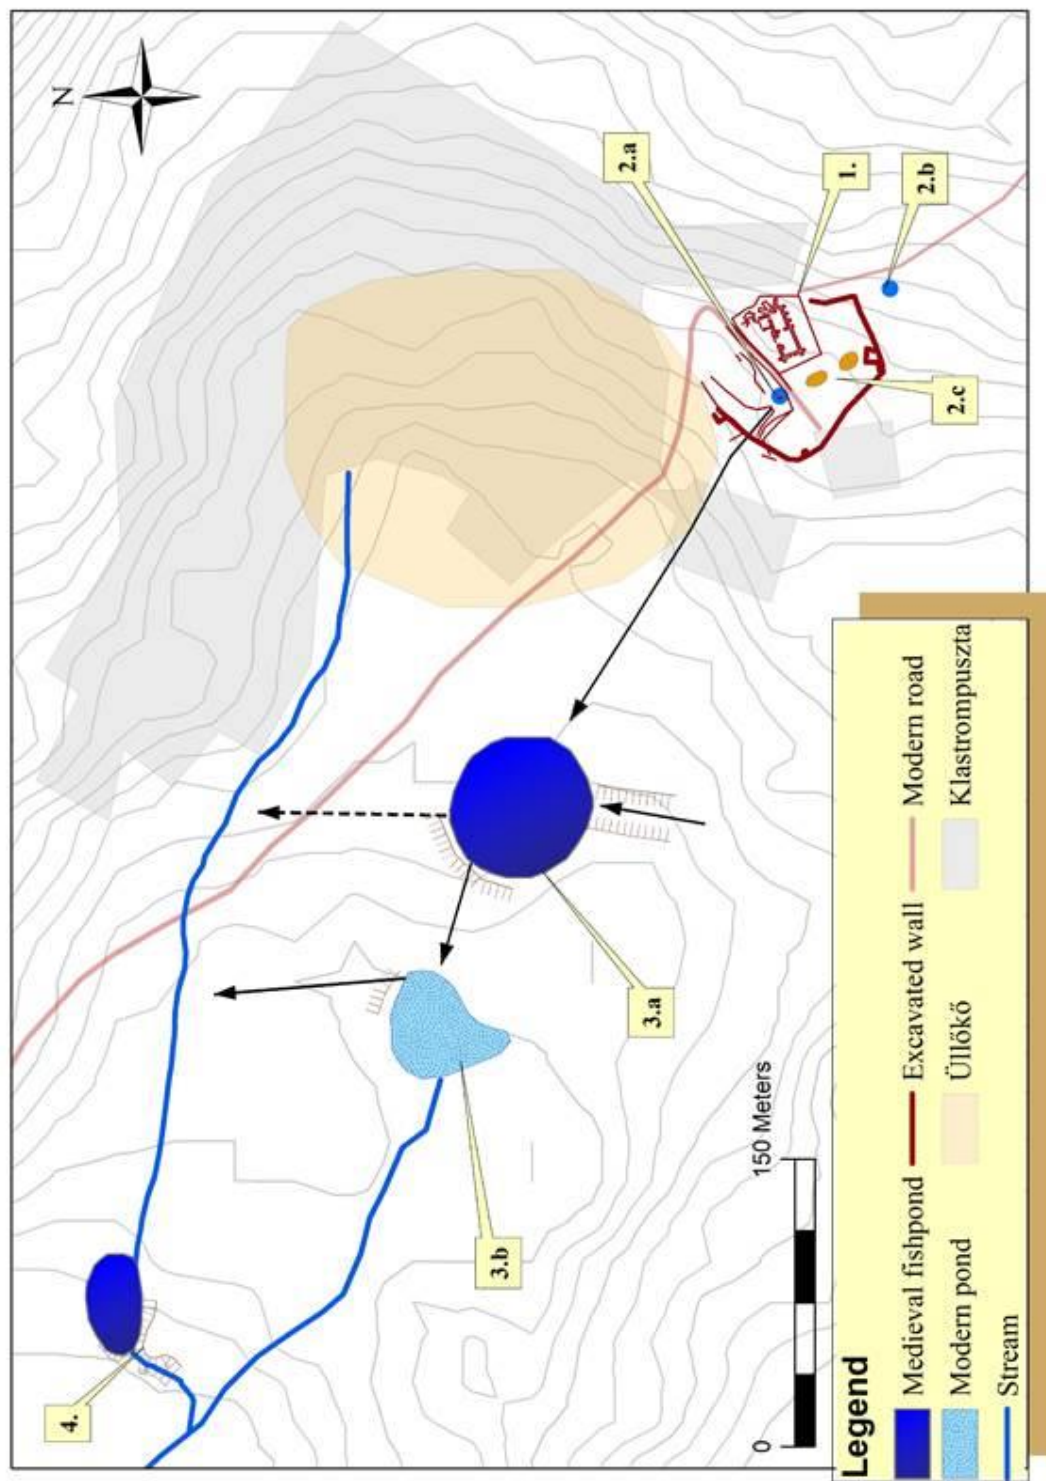 N
2.a
1.
2.b
2.c
3.a
3.b
4.
0 150 Meters
Legend
Medieval fishpond
Excavated wall
Modern road
Modern pond
Üllőkő
Klastrompuszta
Stream